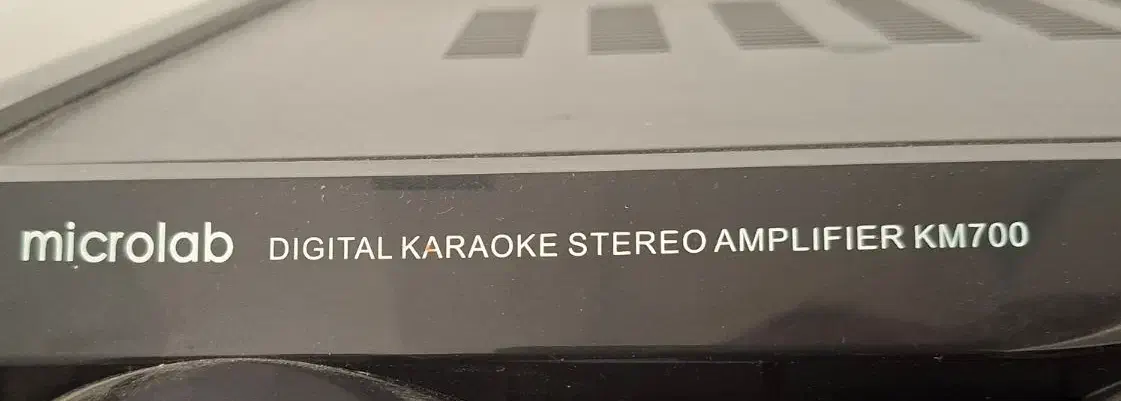 microlab DIGITAL KARAOKE STEREO AMPLIFIER KM700